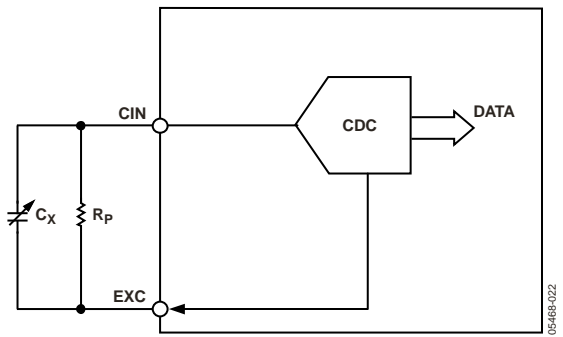 CIN
CDC
DATA
CX
RP
EXC
05468-022